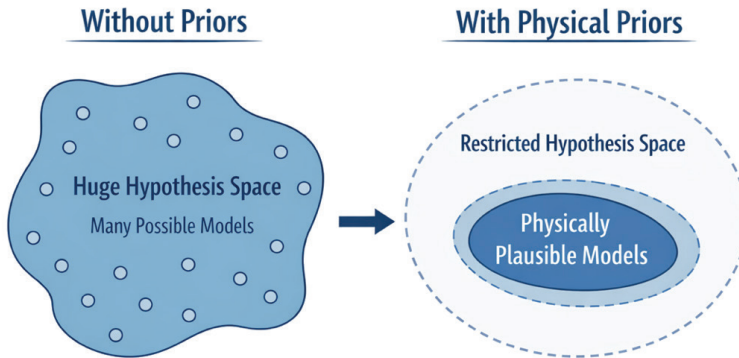 Without Priors
With Physical Priors
Huge Hypothesis Space
Many Possible Models
Restricted Hypothesis Space
Physically
Plausible Models